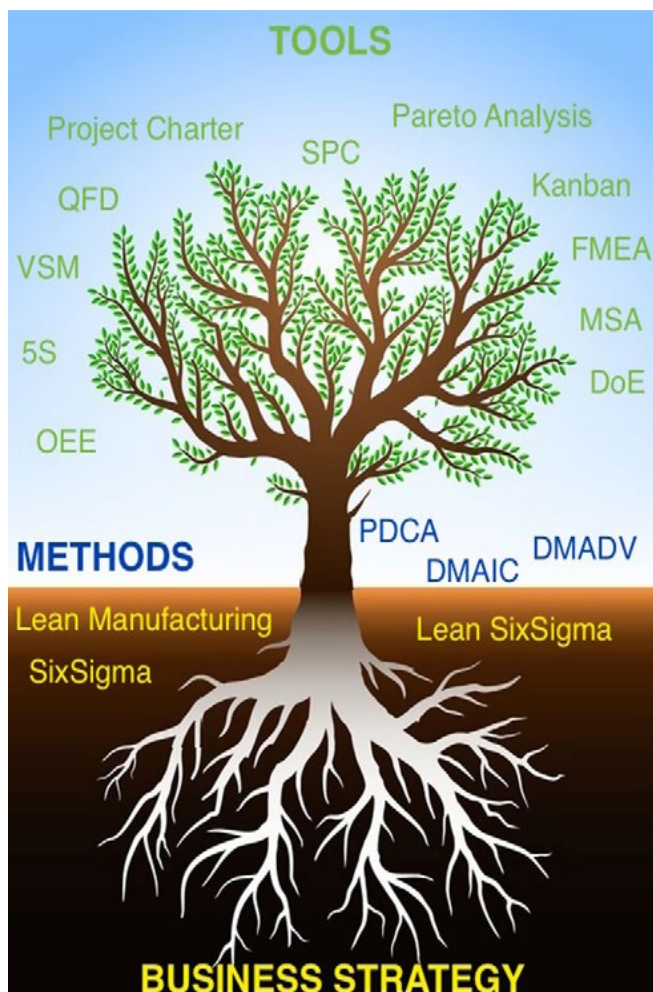 TOOLS
Project Charter
Pareto Analysis
SPC
QFD
Kanban
VSM
FMEA
MSA
5S
DoE
OEE
METHODS
PDCA
DMAIC
DMADV
Lean Manufacturing
Lean SixSigma
SixSigma
BUSINESS STRATEGY